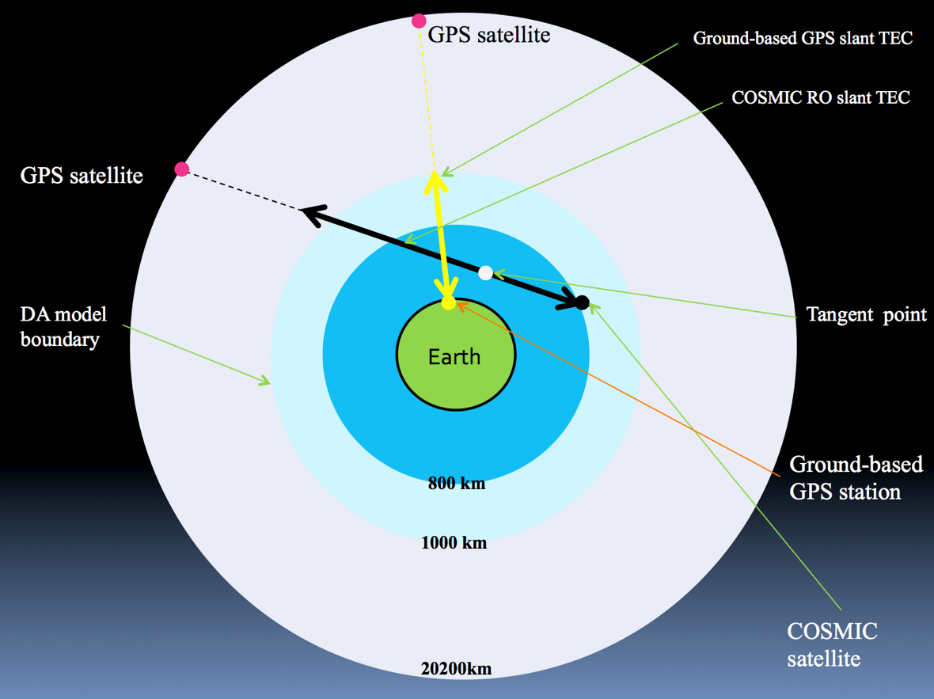 GPS satellite
Ground-based GPS slant TEC
COSMIC RO slant TEC
GPS satellite
DA model
boundary
Tangent point
Earth
Ground-based
GPS station
800 km
1000 km
COSMIC
satellite
20200km